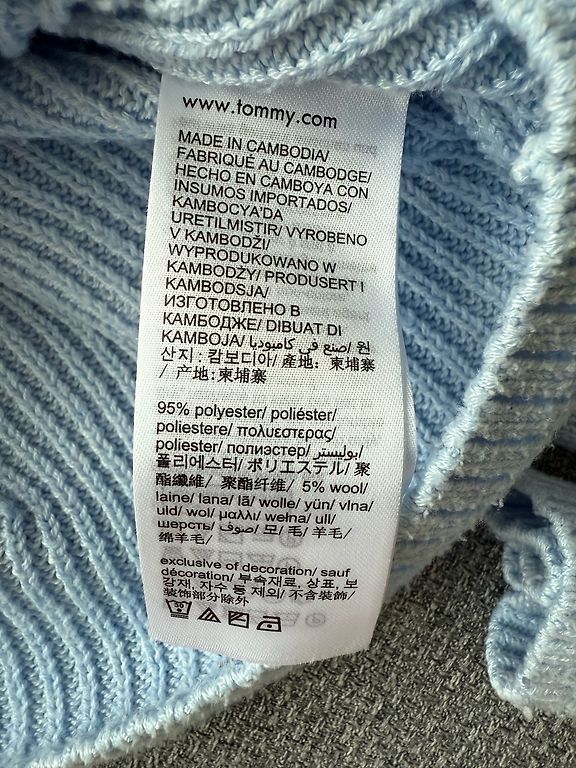 www.tommy.com
MADE IN CAMBODIA/
FABRIQUÉ AU CAMBODGE/
HECHO EN CAMBOYA CON
INSUMOS IMPORTADOS/
KAMBOCYA'DA
URETILMISTIR/ VYROBENO
V KAMBODŽI/
WYPRODUKOWANO W
KAMBODŻY/ PRODUSERT I
KAMBODSJA/
ИЗГОТОВЛЕНО В
КАМБОДЖЕ/ DIBUAT DI
KAMBOJA/ صنع في كامبوديا/ 원
산지: 캄보디아/ 產地: 柬埔寨
/ 产地:柬埔寨
95% polyester/ poliéster/
poliestere/ πολυεστερας/
poliester/ полиэстер/ بوليستر/
폴리에스터/ ポリエステル/ 聚
酯纖維/ 聚酯纤维/ 5% wool/
laine/ lana/ lã/ wolle/ yün/ vlna/
uld/ wol/ μαλλι/ wełna/ ull/
шерсть/ صوف/ 모/ 毛/ 羊毛/
绵羊毛/
exclusive of decoration/ sauf
décoration/ 부속재료, 상표, 보
강재, 자수 등 제외/ 不含裝飾/
装饰部分除外
30